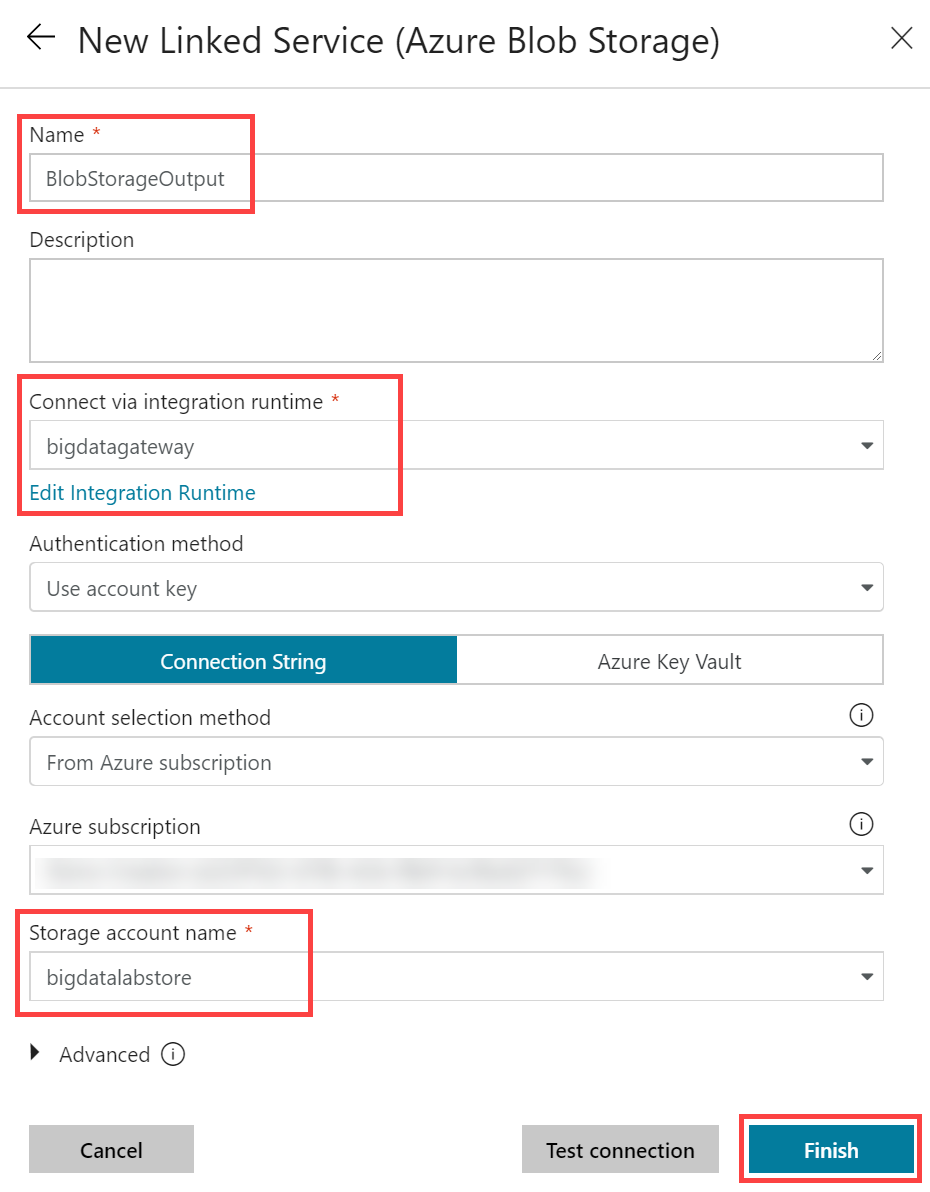 New Linked Service (Azure Blob Storage)
Name *
BlobStorageOutput
Description
Connect via integration runtime *
bigdatagateway
Edit Integration Runtime
Authentication method
Use account key
Connection String
Azure Key Vault
Account selection method
From Azure subscription
Azure subscription
Storage account name *
bigdatalabstore
Advanced
Cancel
Test connection
Finish